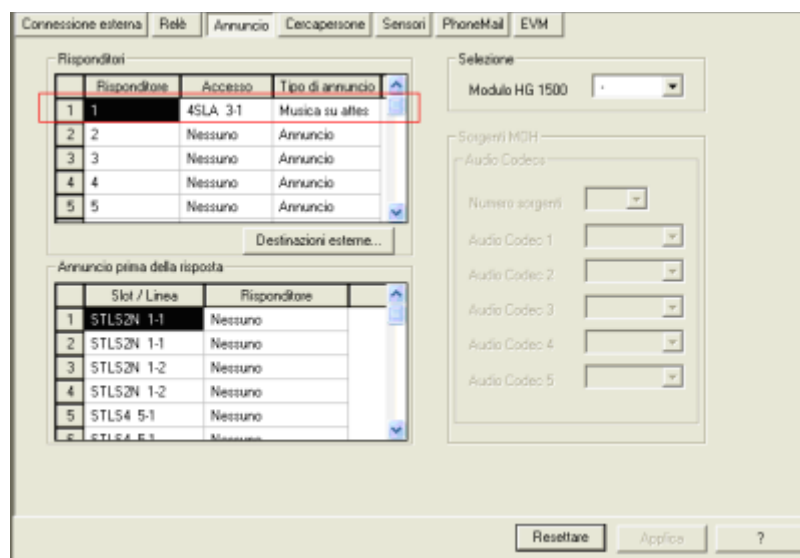 Connessione esterna Relè Annuncio Cercapersone Sensori PhoneMail EVM
Risponditori
Risponditore Accesso Tipo di annuncio
1 1 4SLA 3-1 Musica su attes
2 2 Nessuno Annuncio
3 3 Nessuno Annuncio
4 4 Nessuno Annuncio
5 5 Nessuno Annuncio
Destinazioni esterne...
Annuncio prima della risposta
Slot / Linea Risponditore
1 STLS2N 1-1 Nessuno
2 STLS2N 1-1 Nessuno
3 STLS2N 1-2 Nessuno
4 STLS2N 1-2 Nessuno
5 STLS4 5-1 Nessuno
6 STLS4 5-1 Nessuno
Selezione
Modulo HG 1500 -
Sorgenti MOH
Audio Codecs
Numero sorgenti
Audio Codec 1
Audio Codec 2
Audio Codec 3
Audio Codec 4
Audio Codec 5
Resettare Applica ?